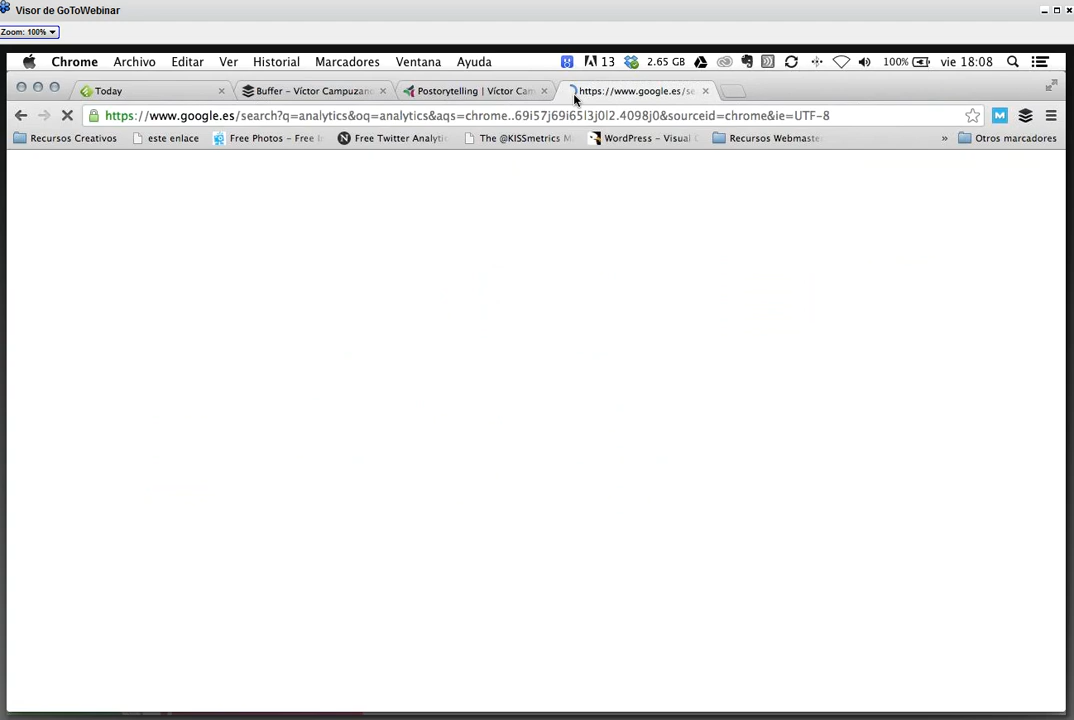 Visor de GoToWebinar
Zoom: 100%
Chrome Archivo Editar Ver Historial Marcadores Ventana Ayuda 13 2.65 GB 100% vie 18:08
Today Buffer – Víctor Campuzano Postorytelling | Víctor Cam https://www.google.es/se
https://www.google.es/search?q=analytics&oq=analytics&aqs=chrome..69i57j69i65l3j0l2.4098j0&sourceid=chrome&ie=UTF-8
Recursos Creativos este enlace Free Photos – Free I Free Twitter Analytic The @KISSmetrics M WordPress – Visual Recursos Webmaster » Otros marcadores